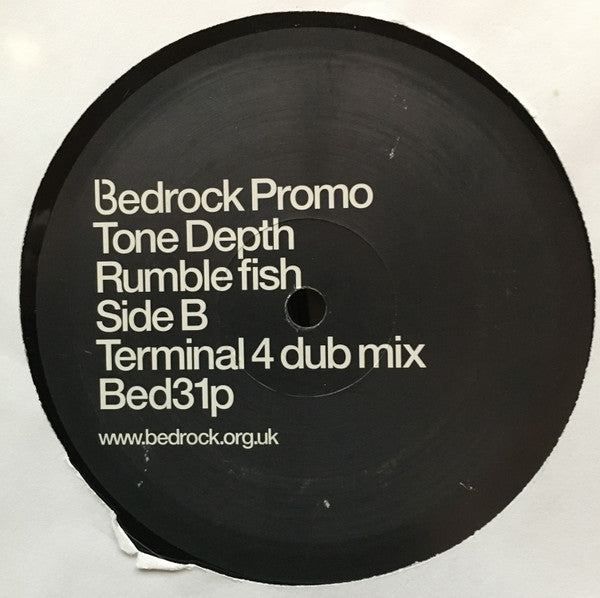 Bedrock Promo
Tone Depth
Rumble fish
Side B
Terminal 4 dub mix
Bed31p
www.bedrock.org.uk